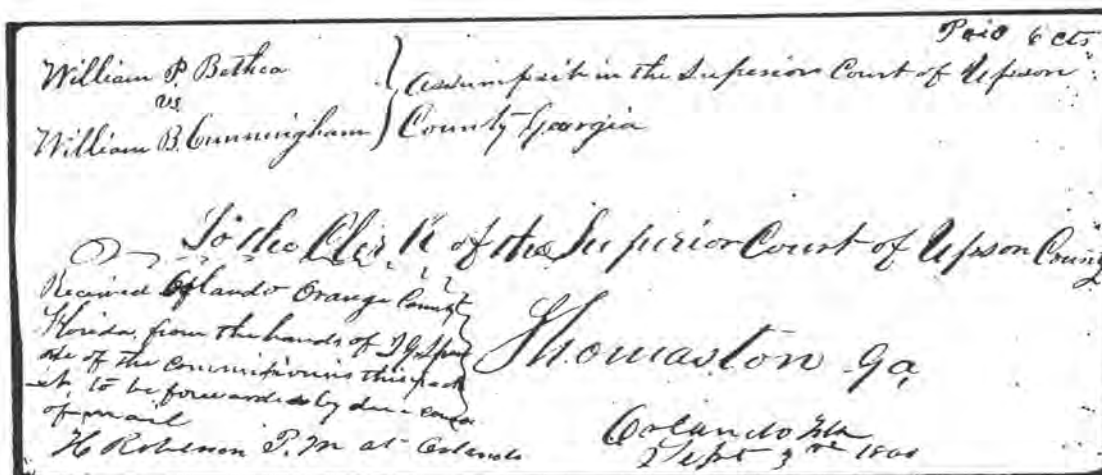 Paid 6 cts
William P. Bethea
vs
William B. Cunningham
Assumpsit in the Superior Court of Upson
County Georgia
To the Clerk of the Superior Court of Upson County
Thomaston Ga
Received Orlando Orange County
Florida, from the hands of
one of the commissioners this pack
et to be forwarded by due course
of mail
H Roberson P.M at Orlando
Orlando Fla
Sept 3rd